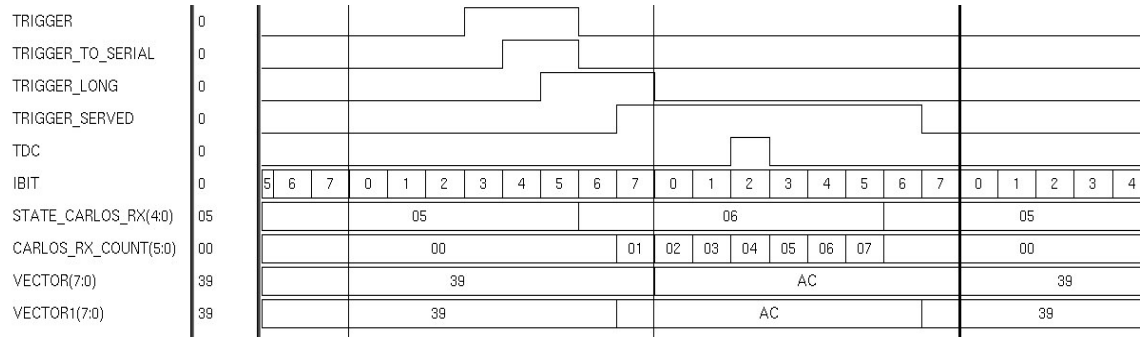 TRIGGER 0
TRIGGER_TO_SERIAL 0
TRIGGER_LONG 0
TRIGGER_SERVED 0
TDC 0
IBIT 0 5 6 7 0 1 2 3 4 5 6 7 0 1 2 3 4 5 6 7 0 1 2 3 4
STATE_CARLOS_RX(4:0) 05 05 06 05
CARLOS_RX_COUNT(5:0) 00 00 01 02 03 04 05 06 07 00
VECTOR(7:0) 39 39 AC 39
VECTOR1(7:0) 39 39 AC 39